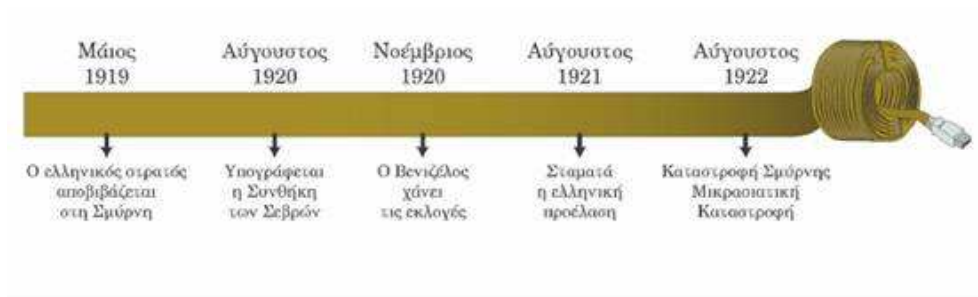 Μάιος
1919
Αύγουστος
1920
Νοέμβριος
1920
Αύγουστος
1921
Αύγουστος
1922
Ο ελληνικός στρατός
αποβιβάζεται
στη Σμύρνη
Υπογράφεται
η Συνθήκη
των Σεβρών
Ο Βενιζέλος
χάνει
τις εκλογές
Σταματά
η ελληνική
προέλαση
Καταστροφή Σμύρνης
Μικρασιατική
Καταστροφή